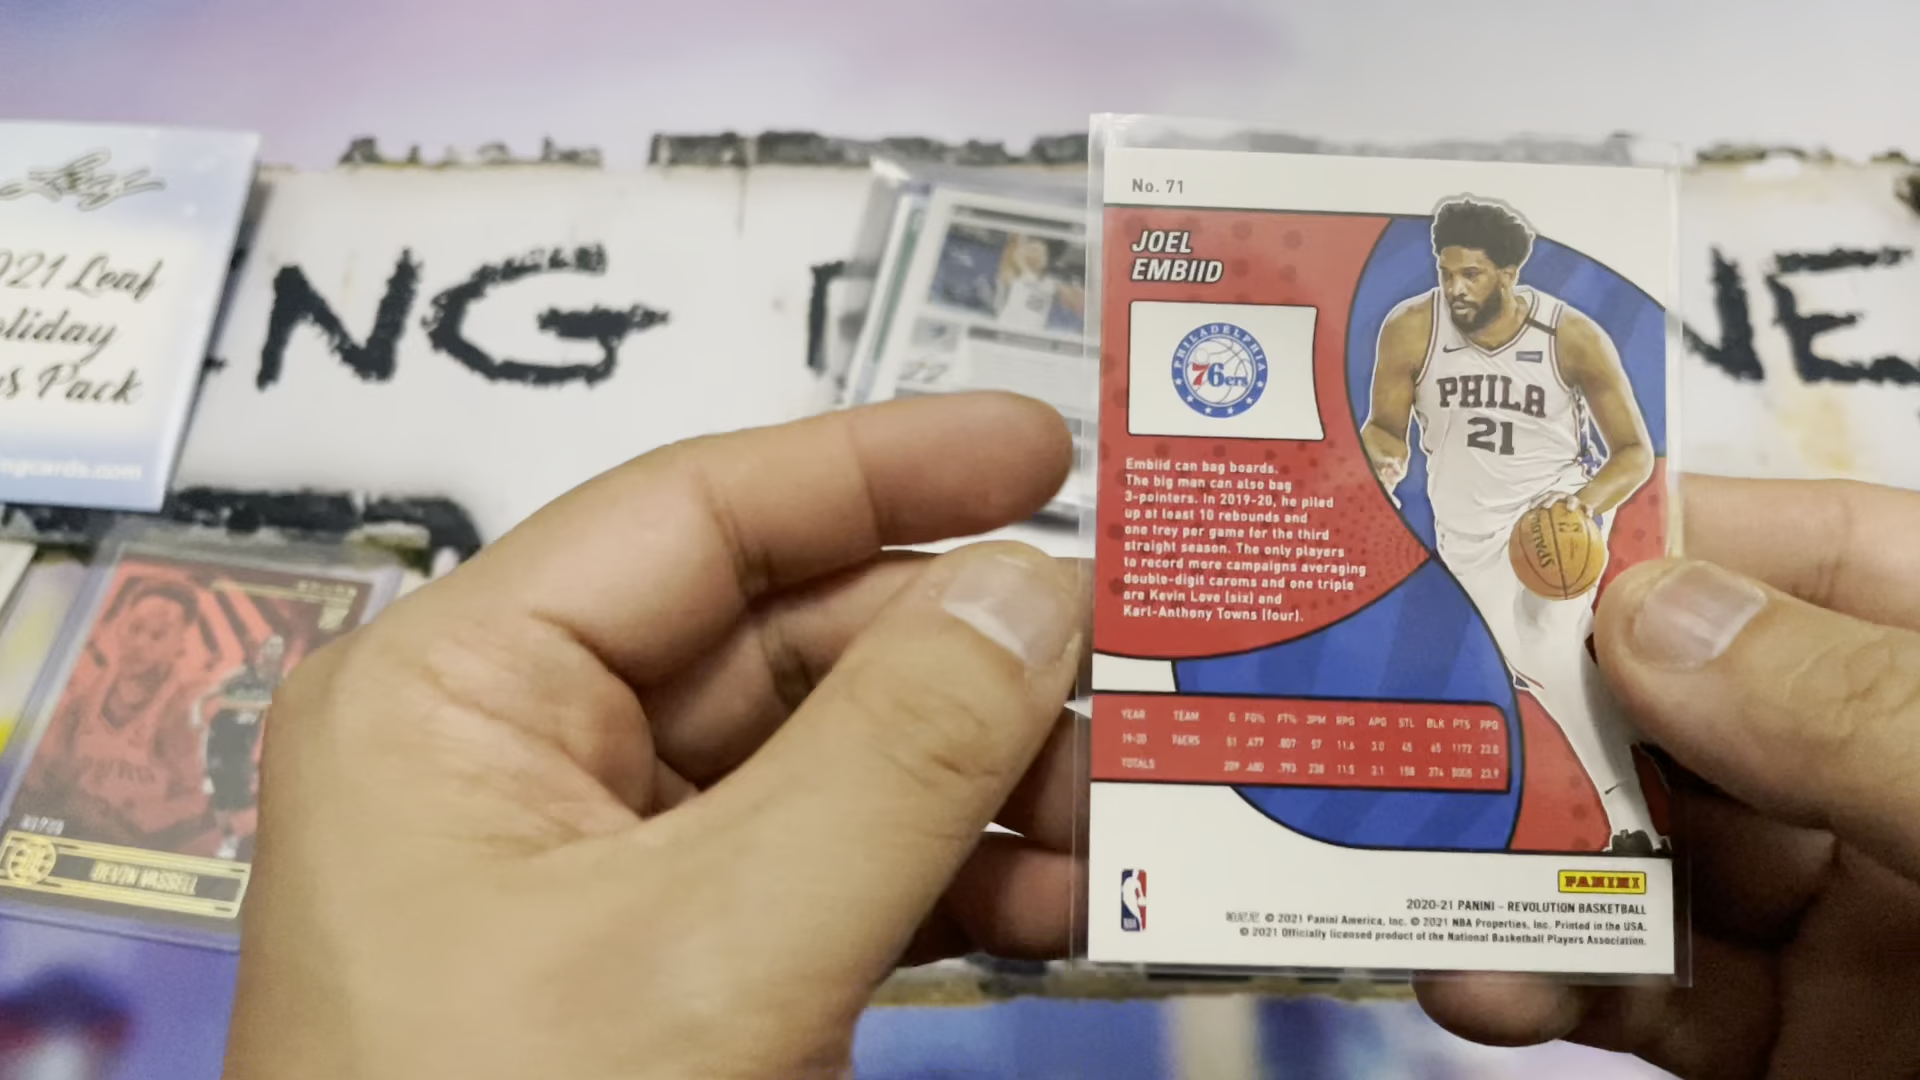 2021 Leaf
Holiday
Pack
NG
NE
DEVIN VASSELL
22
No. 71
JOEL
EMBIID
PHILADELPHIA
76ers
PHILA
21
SPALDING
Embiid can bag boards.
The big man can also bag
3-pointers. In 2019-20, he piled
up at least 10 rebounds and
one trey per game for the third
straight season. The only players
to record more campaigns averaging
double-digit caroms and one triple
are Kevin Love (six) and
Karl-Anthony Towns (four).
YEAR TEAM G FG% FT% 3PM RPG APG STL BLK PTS PPG
19-20 76ERS 51 .477 .807 57 11.6 3.0 45 65 1172 23.0
TOTALS 209 .480 .793 238 11.5 3.1 158 374 5005 23.9
NBA
PANINI
2020-21 PANINI - REVOLUTION BASKETBALL
© 2021 Panini America, Inc. © 2021 NBA Properties, Inc. Printed in the USA.
© 2021 Officially licensed product of the National Basketball Players Association.